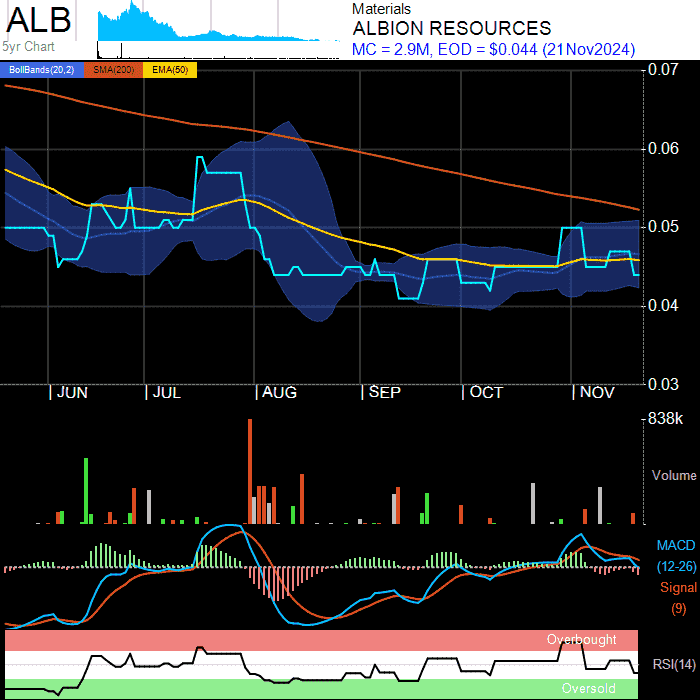 ALB
5yr Chart
Materials
ALBION RESOURCES
MC = 2.9M, EOD = $0.044 (21Nov2024)
BollBands(20,2) SMA(200) EMA(50)
0.07
0.06
0.05
0.04
0.03
JUN JUL AUG SEP OCT NOV
838k
Volume
MACD
(12-26)
Signal
(9)
Overbought
RSI(14)
Oversold